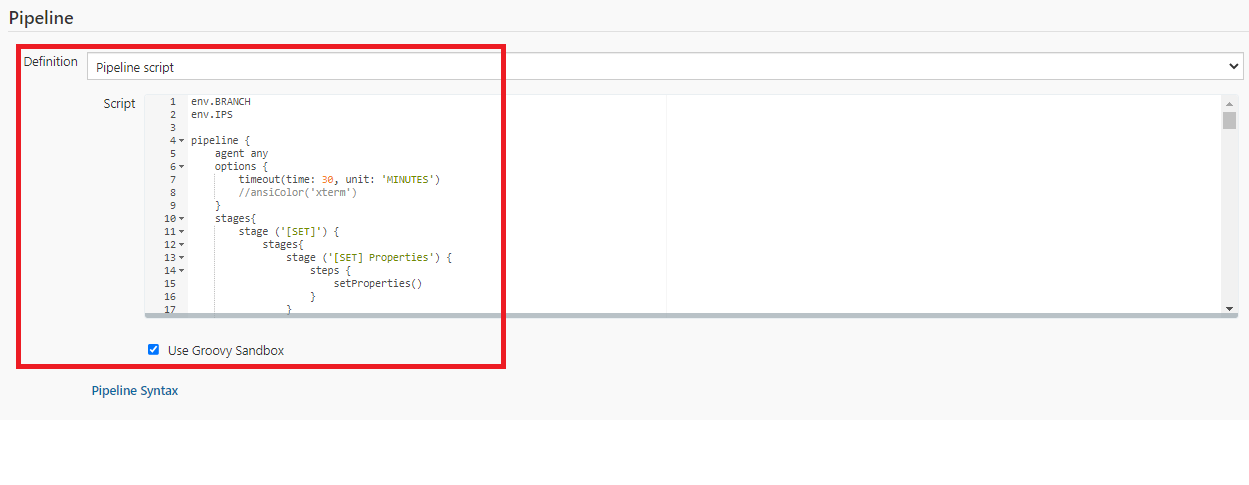 Pipeline
Definition
Pipeline script
Script
1 env.BRANCH
2 env.IPS
3
4 pipeline {
5     agent any
6     options {
7         timeout(time: 30, unit: 'MINUTES')
8         //ansiColor('xterm')
9     }
10     stages{
11         stage ('[SET]') {
12             stages{
13                 stage ('[SET] Properties') {
14                     steps {
15                         setProperties()
16                     }
17                 }
Use Groovy Sandbox
Pipeline Syntax